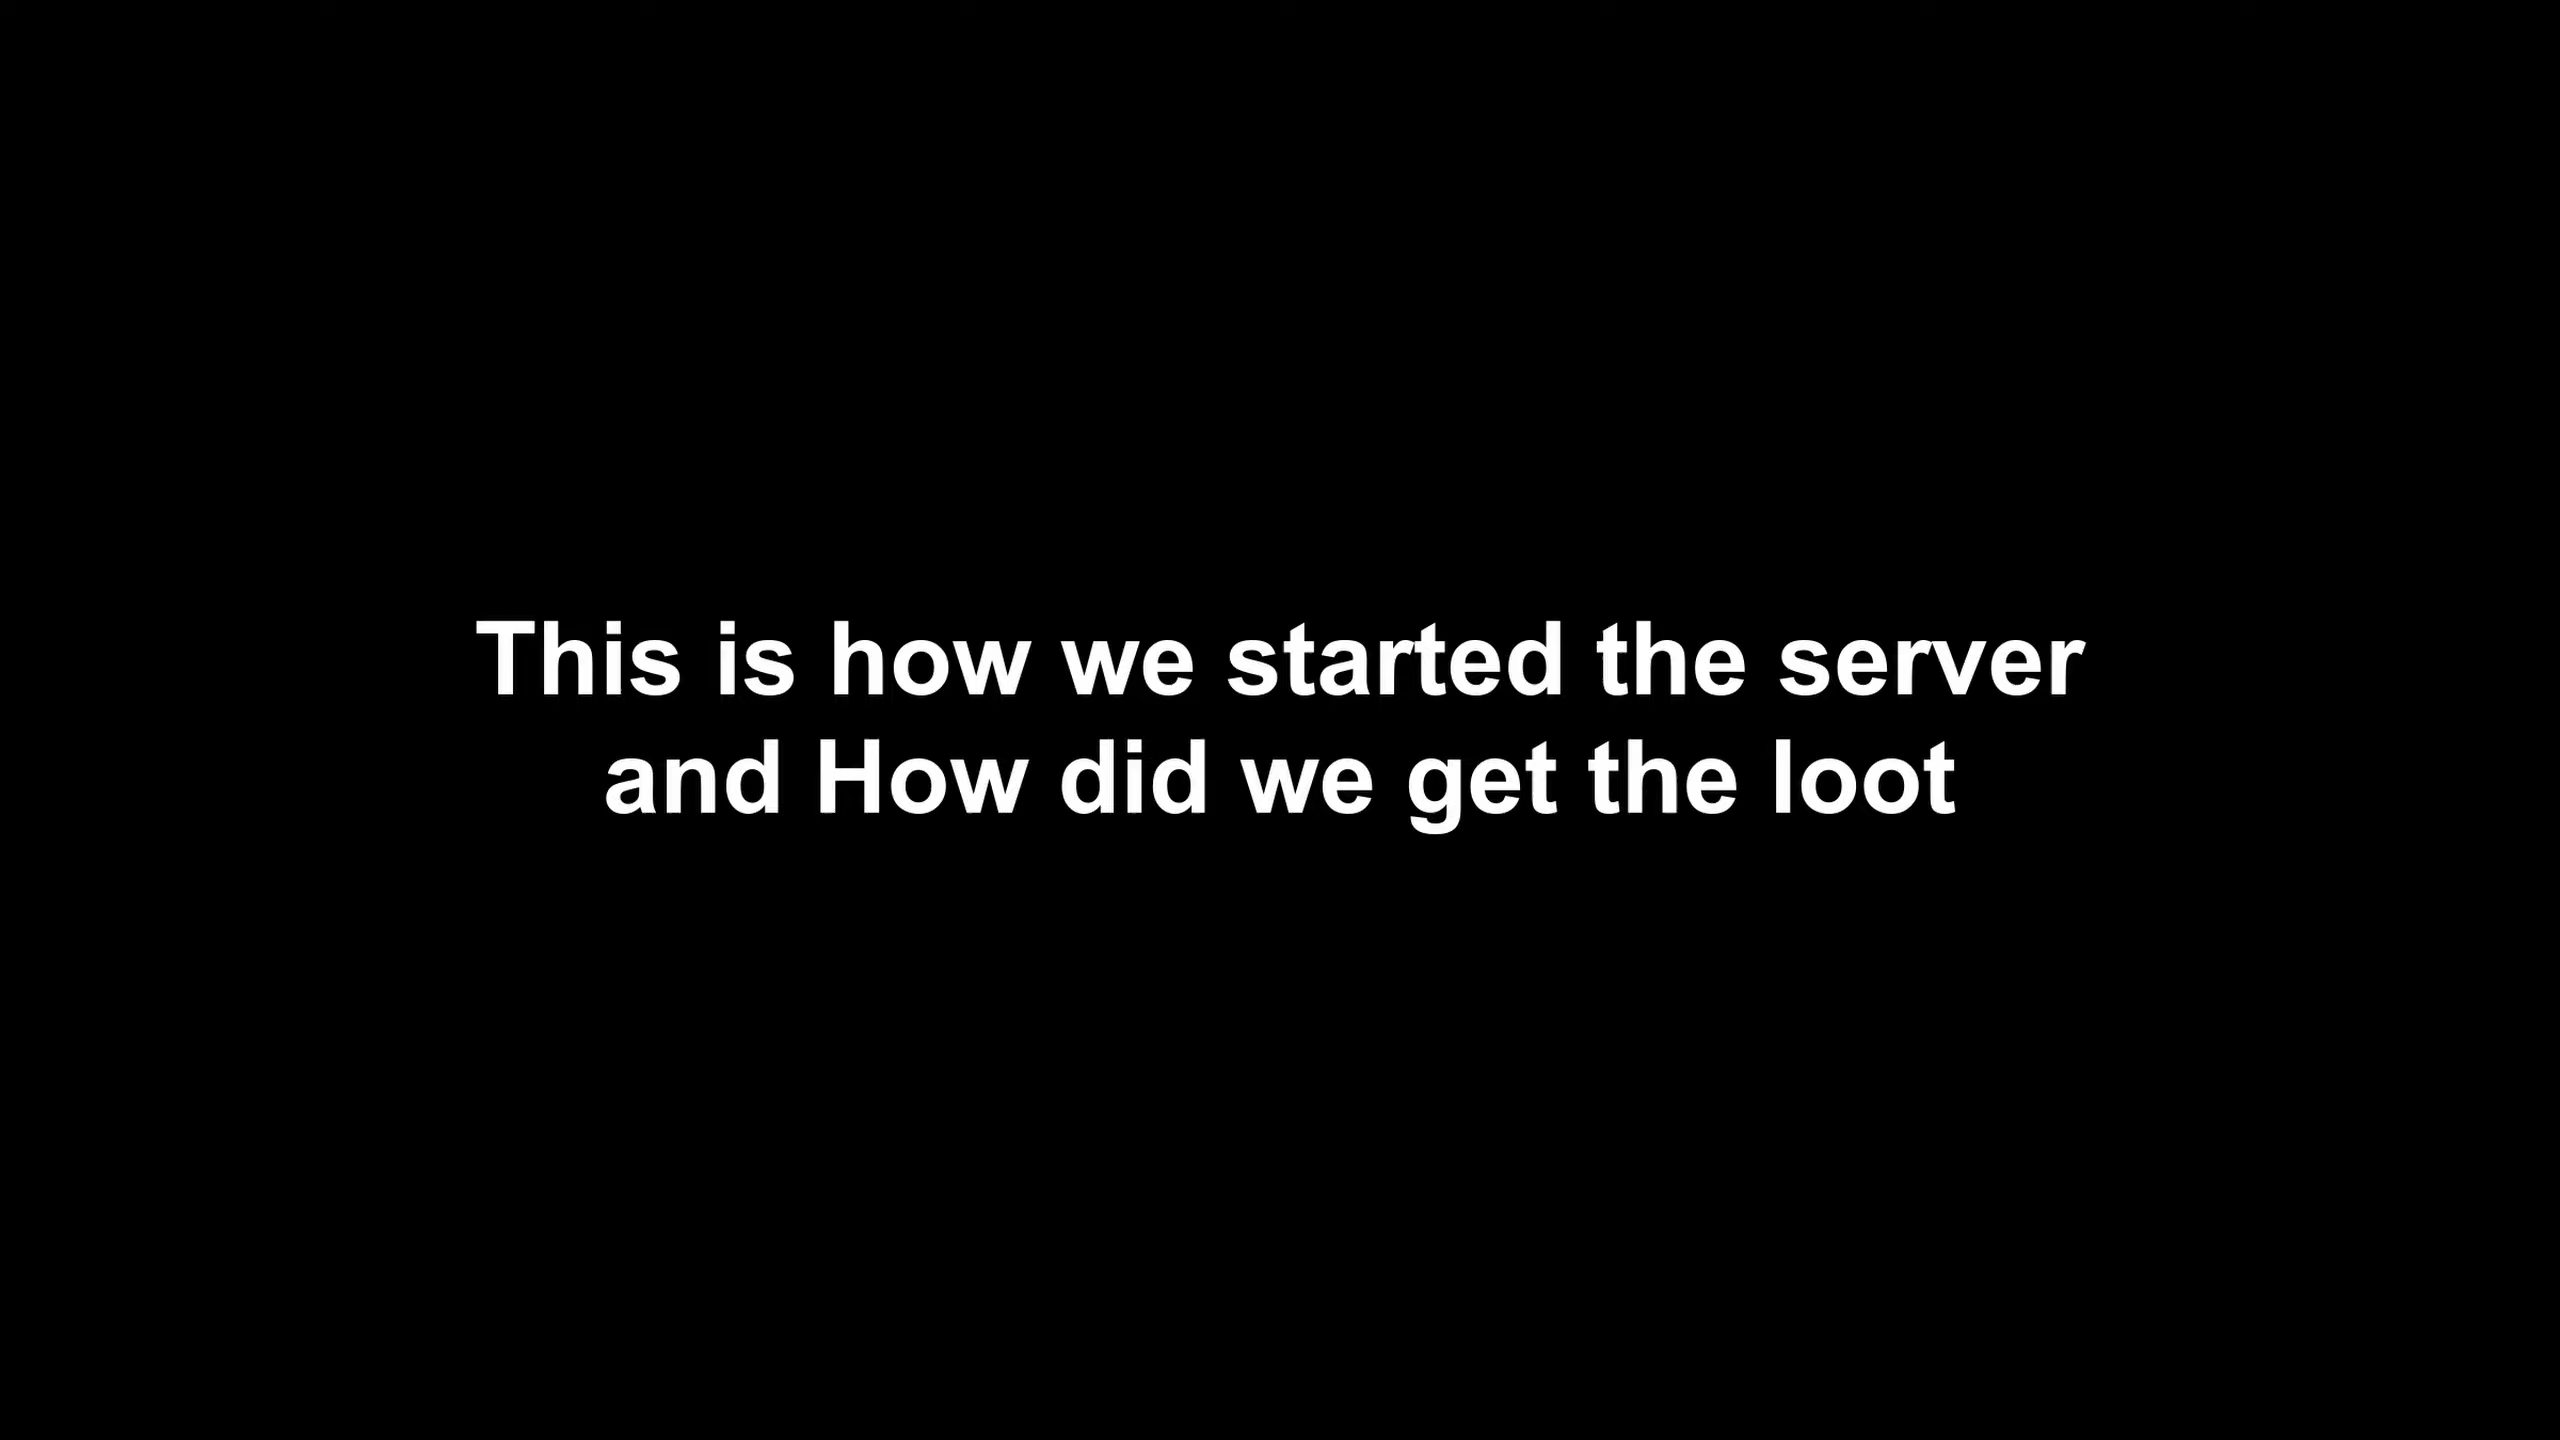 This is how we started the server
and How did we get the loot